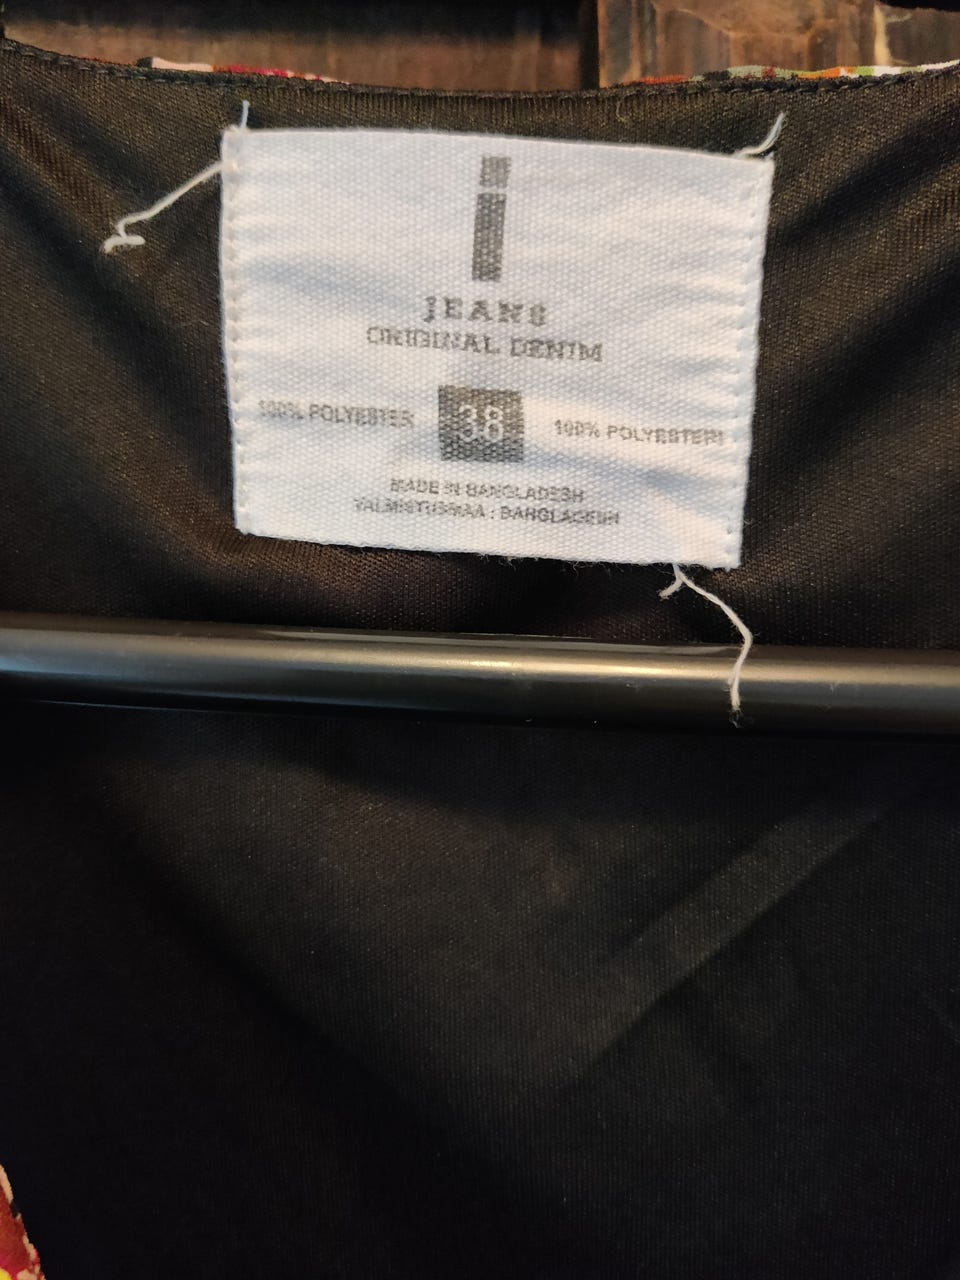 i
JEANS
ORIGINAL DENIM
100% POLYESTER 38 100% POLYESTERI
MADE IN BANGLADESH
VALMISTUSMAA : BANGLADESH